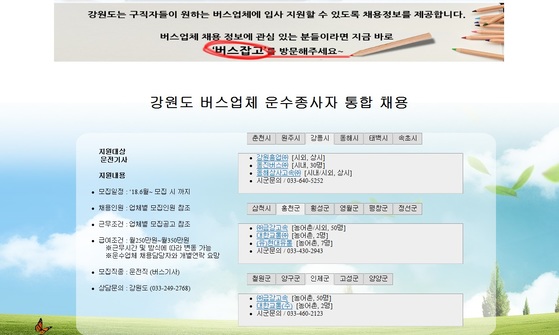 강원도는 구직자들이 원하는 버스업체에 입사 지원할 수 있도록 채용정보를 제공합니다.
버스업체 채용 정보에 관심 있는 분들이라면 지금 바로
'버스잡고'를 방문해주세요~
강원도 버스업체 운수종사자 통합 채용
지원대상
운전기사
지원내용
모집일정 : '18.6월~ 모집 시 까지
채용인원 : 업체별 모집인원 참조
근무조건 : 업체별 모집공고 참조
급여조건 : 월250만원~월350만원
※근무시간 및 방식에 따라 변동 가능
※운수업체 채용담당자와 개별연락 요망
모집직종 : 운전직 (버스기사)
상담문의 : 강원도 (033-249-2768)
춘천시 원주시 강릉시 동해시 태백시 속초시
강원흥업㈜ [시외, 상시]
동진버스㈜ [시내, 30명]
동해상사고속㈜ [시내/시외, 상시]
시군문의 / 033-640-5252
삼척시 홍천군 횡성군 영월군 평창군 정선군
㈜금강고속 [농어촌/시외, 50명]
대한교통㈜ [농어촌, 2명]
(유)현대운통 [농어촌, 7명]
시군문의 / 033-430-2943
철원군 양구군 인제군 고성군 양양군
㈜금강고속 [농어촌, 50명]
대한교통(주) [농어촌, 2명]
시군문의 / 033-460-2123